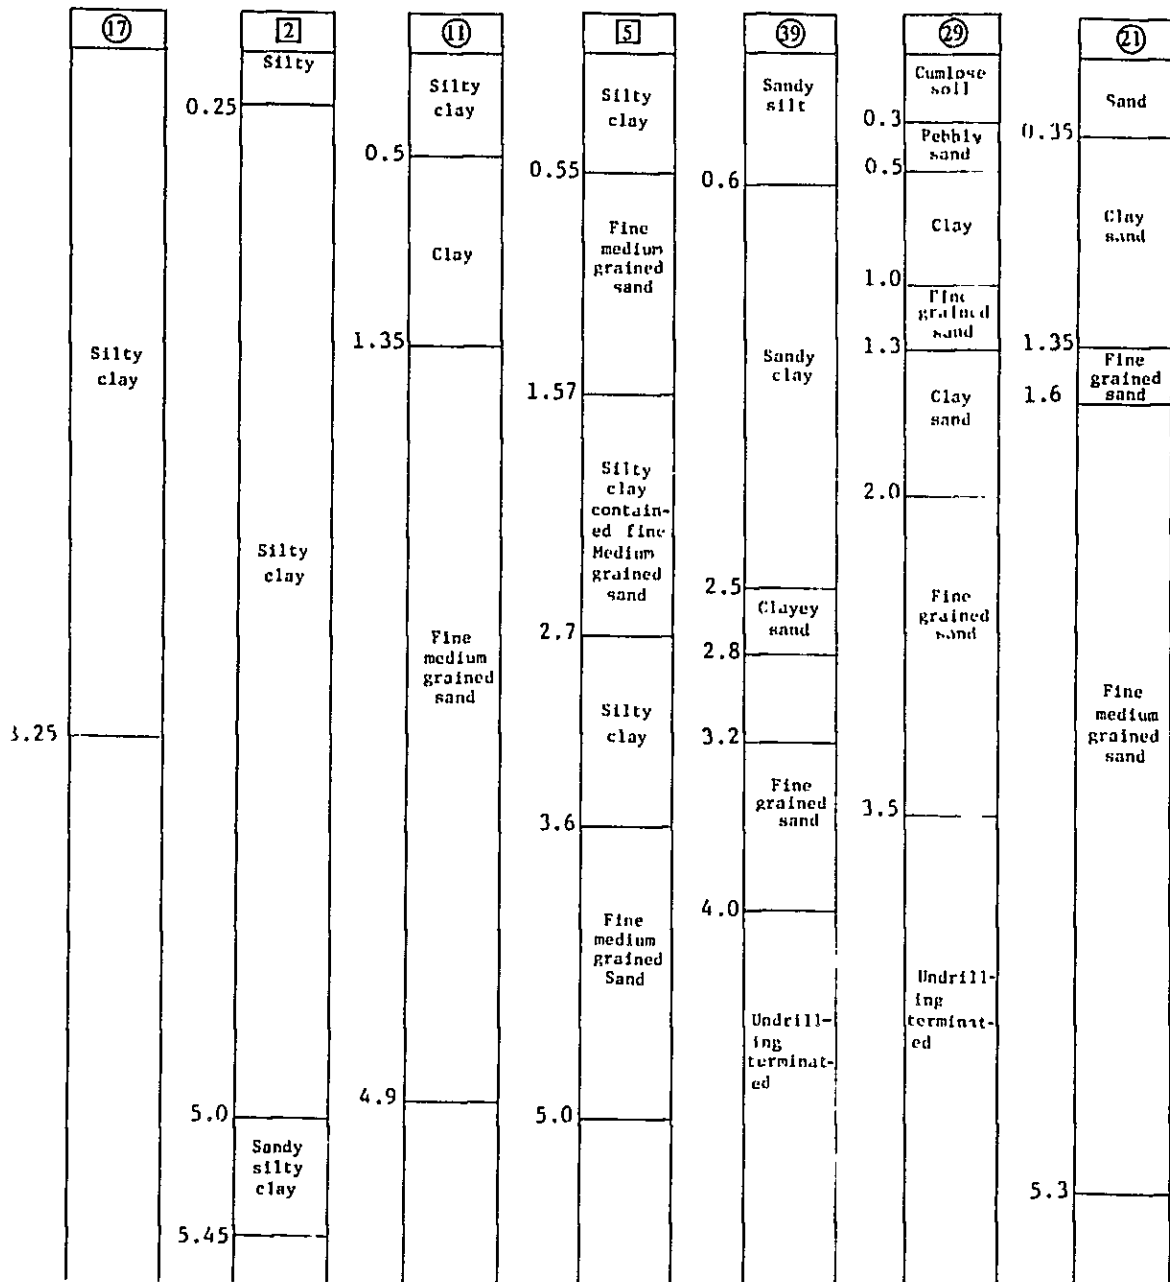 17
Silty
clay
3.25
2
Silty
0.25
Silty
clay
5.0
Sandy
silty
clay
5.45
11
Silty
clay
0.5
Clay
1.35
Fine
medium
grained
sand
4.9
5
Silty
clay
0.55
Fine
medium
grained
sand
1.57
Silty
clay
contain-
ed fine
Medium
grained
sand
2.7
Silty
clay
3.6
Fine
medium
grained
Sand
5.0
39
Sandy
silt
0.6
Sandy
clay
2.5
Clayey
sand
2.8
3.2
Fine
grained
sand
4.0
Undrill-
ing
terminat-
ed
29
Cumlose
soil
0.3
Pebbly
sand
0.5
Clay
1.0
Fine
grained
sand
1.3
Clay
sand
2.0
Fine
grained
sand
3.5
Undrill-
ing
terminat-
ed
21
Sand
0.35
Clay
sand
1.35
Fine
grained
sand
1.6
Fine
medium
grained
sand
5.3